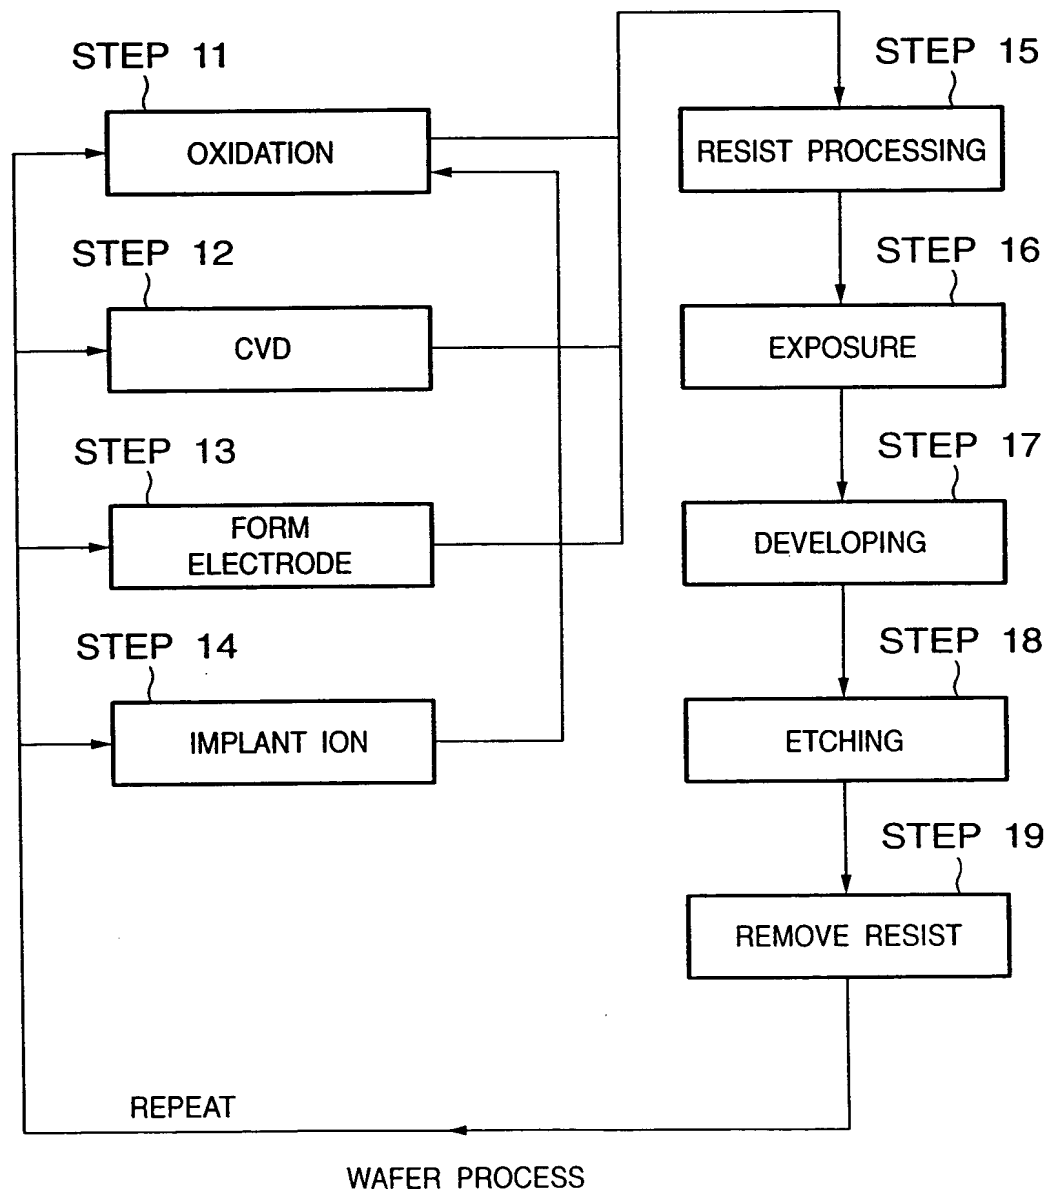 STEP 11
OXIDATION
STEP 12
CVD
STEP 13
FORM
ELECTRODE
STEP 14
IMPLANT ION
STEP 15
RESIST PROCESSING
STEP 16
EXPOSURE
STEP 17
DEVELOPING
STEP 18
ETCHING
STEP 19
REMOVE RESIST
REPEAT
WAFER PROCESS